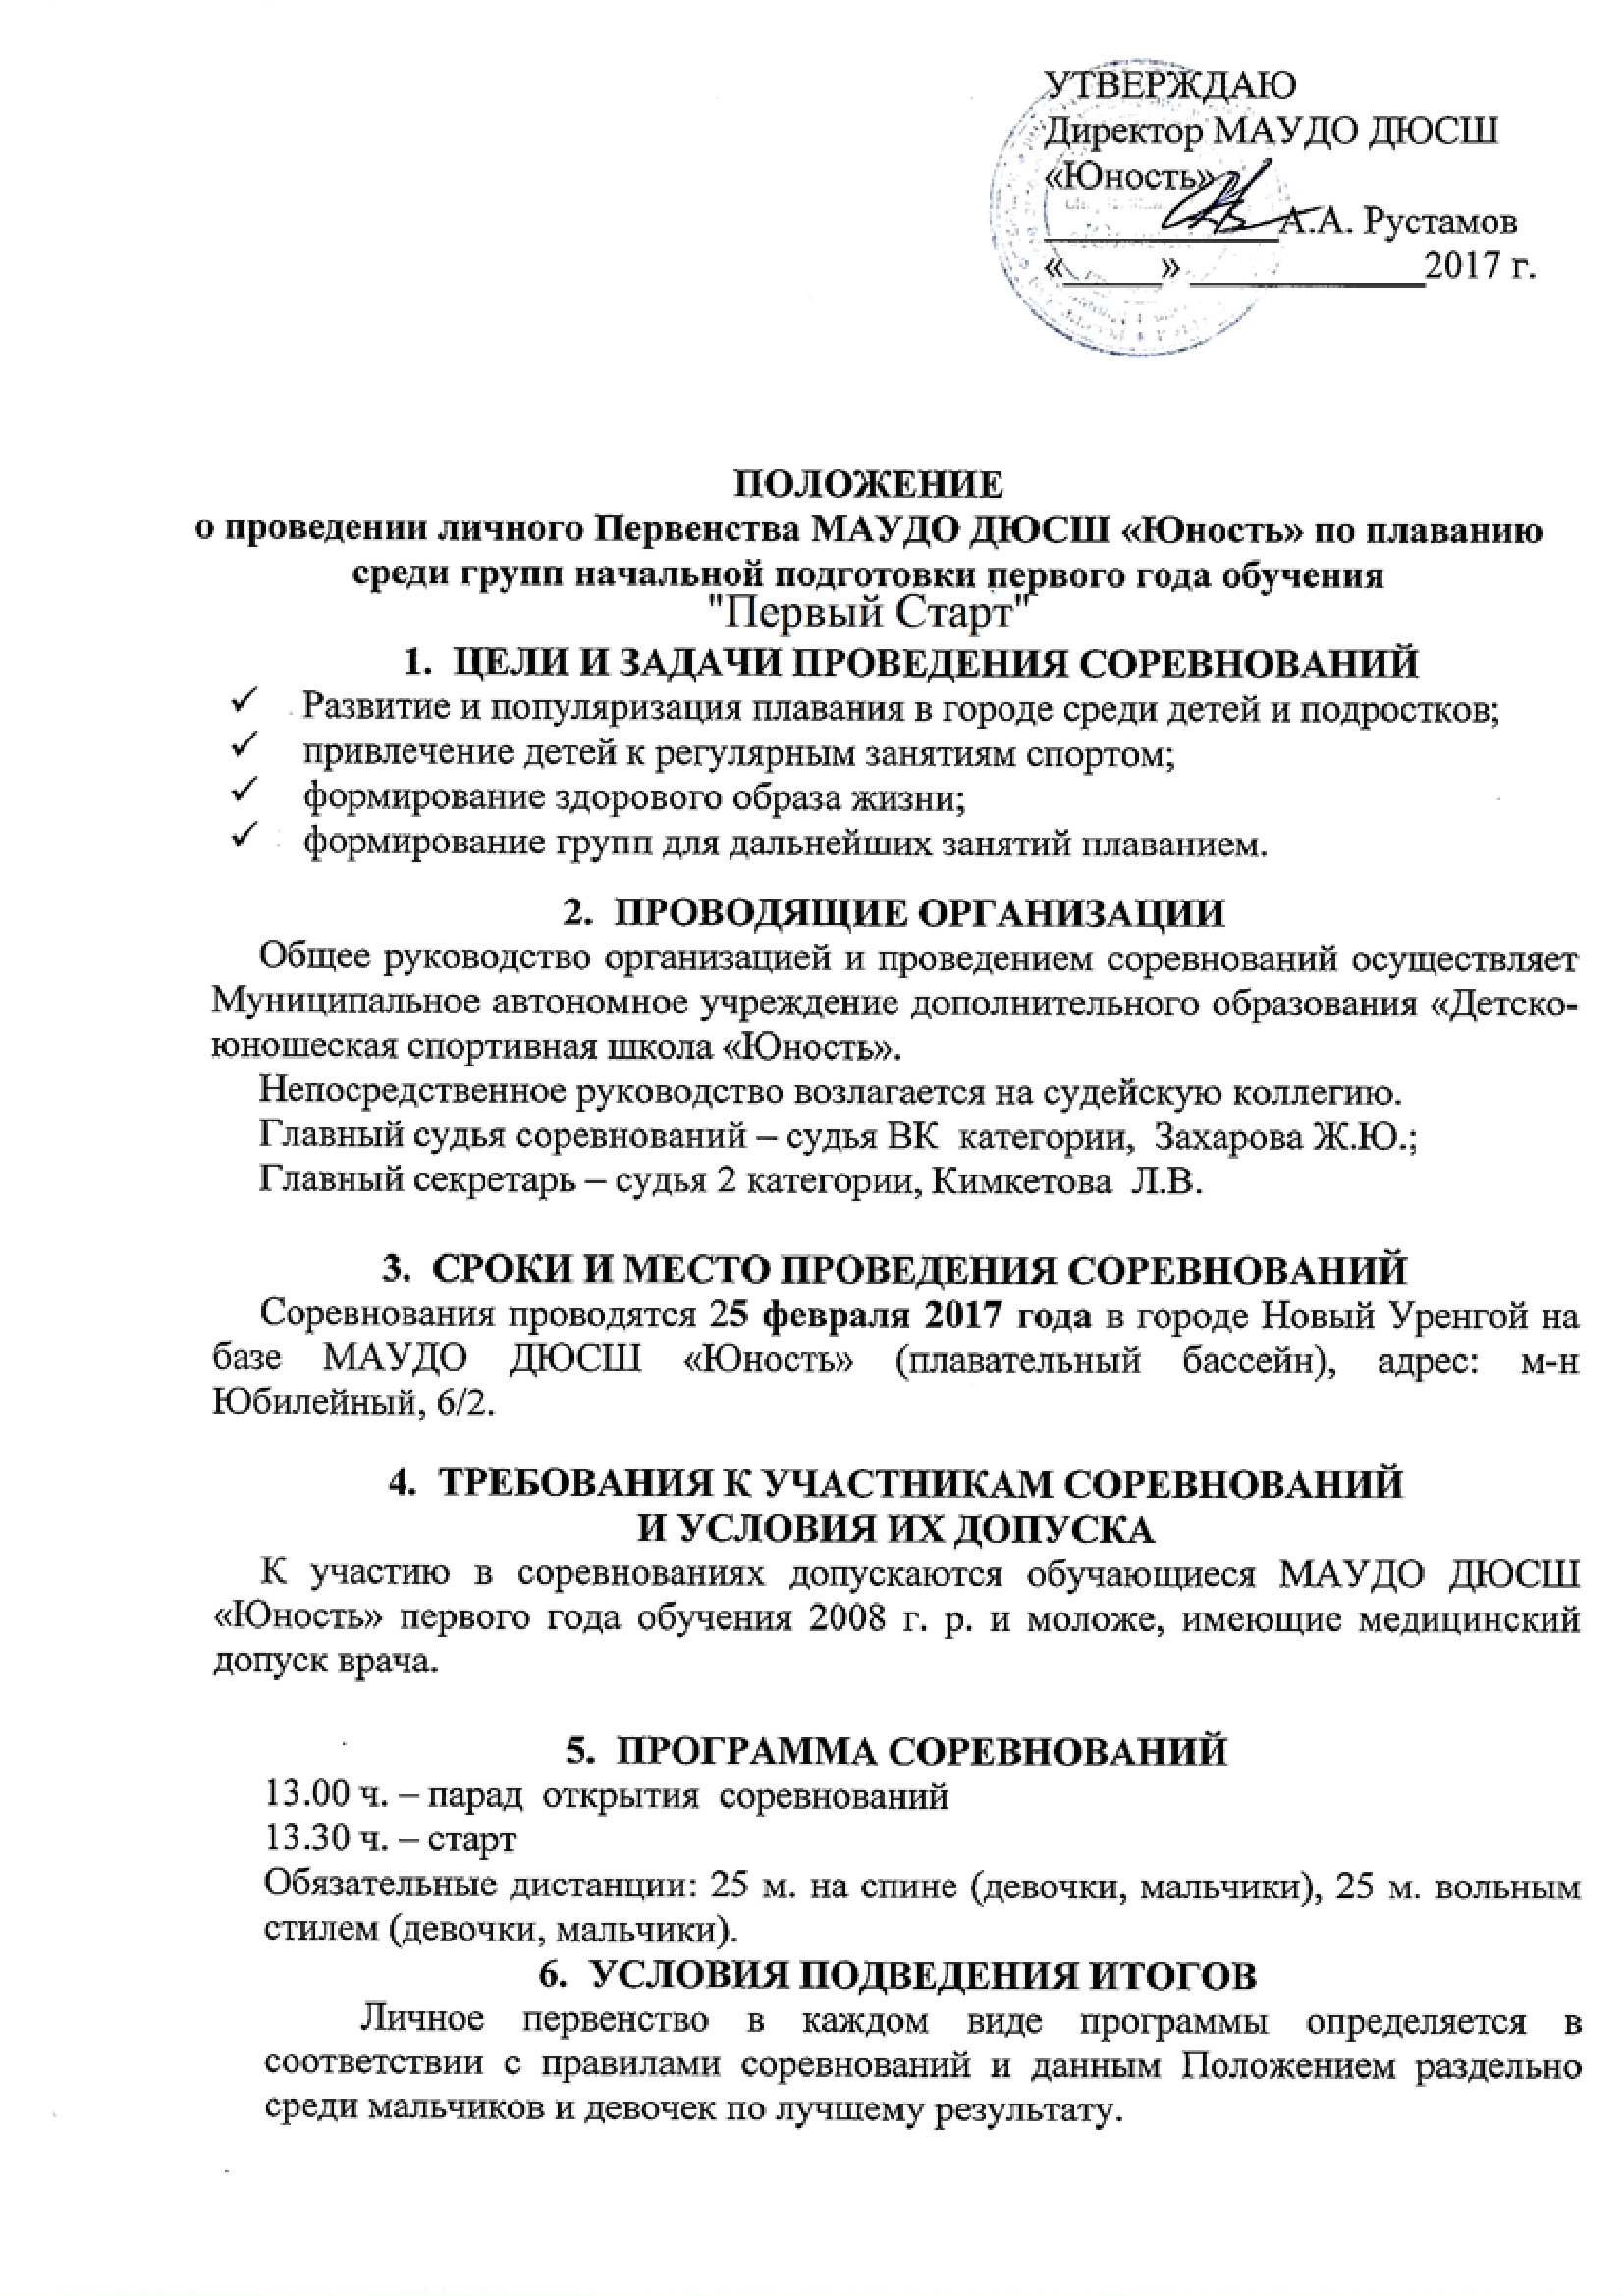 УТВЕРЖДАЮ
Директор МАУДО ДЮСШ
«Юность»
____________А.А. Рустамов
«_____» ____________2017 г.
ПОЛОЖЕНИЕ
о проведении личного Первенства МАУДО ДЮСШ «Юность» по плаванию
среди групп начальной подготовки первого года обучения
"Первый Старт"
1. ЦЕЛИ И ЗАДАЧИ ПРОВЕДЕНИЯ СОРЕВНОВАНИЙ
✓ Развитие и популяризация плавания в городе среди детей и подростков;
✓ привлечение детей к регулярным занятиям спортом;
✓ формирование здорового образа жизни;
✓ формирование групп для дальнейших занятий плаванием.
2. ПРОВОДЯЩИЕ ОРГАНИЗАЦИИ
Общее руководство организацией и проведением соревнований осуществляет
Муниципальное автономное учреждение дополнительного образования «Детско-
юношеская спортивная школа «Юность».
Непосредственное руководство возлагается на судейскую коллегию.
Главный судья соревнований – судья ВК категории, Захарова Ж.Ю.;
Главный секретарь – судья 2 категории, Кимкетова Л.В.
3. СРОКИ И МЕСТО ПРОВЕДЕНИЯ СОРЕВНОВАНИЙ
Соревнования проводятся 25 февраля 2017 года в городе Новый Уренгой на
базе МАУДО ДЮСШ «Юность» (плавательный бассейн), адрес: м-н
Юбилейный, 6/2.
4. ТРЕБОВАНИЯ К УЧАСТНИКАМ СОРЕВНОВАНИЙ
И УСЛОВИЯ ИХ ДОПУСКА
К участию в соревнованиях допускаются обучающиеся МАУДО ДЮСШ
«Юность» первого года обучения 2008 г. р. и моложе, имеющие медицинский
допуск врача.
5. ПРОГРАММА СОРЕВНОВАНИЙ
13.00 ч. – парад открытия соревнований
13.30 ч. – старт
Обязательные дистанции: 25 м. на спине (девочки, мальчики), 25 м. вольным
стилем (девочки, мальчики).
6. УСЛОВИЯ ПОДВЕДЕНИЯ ИТОГОВ
Личное первенство в каждом виде программы определяется в
соответствии с правилами соревнований и данным Положением раздельно
среди мальчиков и девочек по лучшему результату.